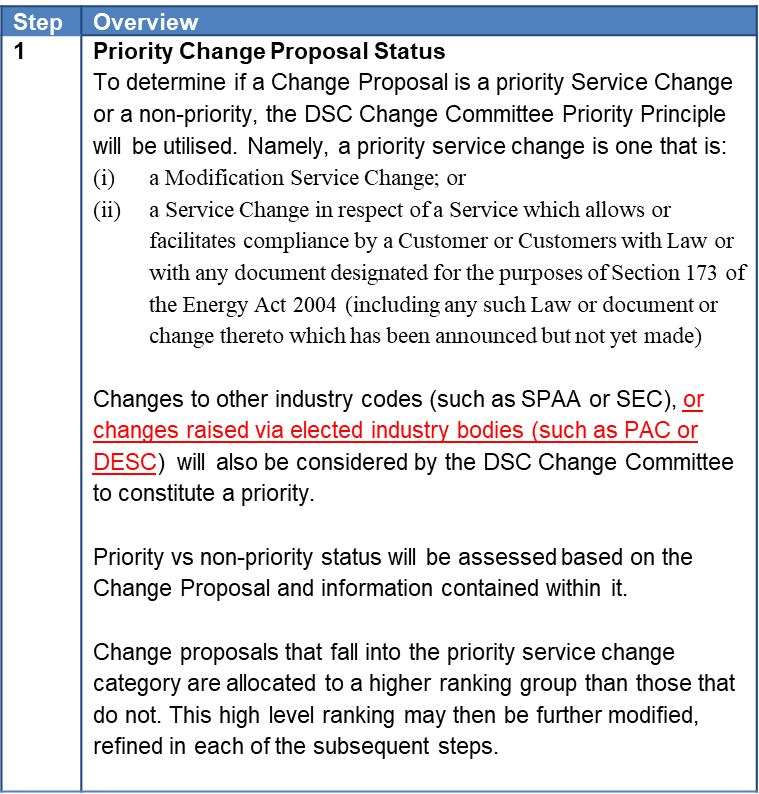 Step Overview
1 Priority Change Proposal Status
To determine if a Change Proposal is a priority Service Change
or a non-priority, the DSC Change Committee Priority Principle
will be utilised. Namely, a priority service change is one that is:
(i) a Modification Service Change; or
(ii) a Service Change in respect of a Service which allows or
facilitates compliance by a Customer or Customers with Law or
with any document designated for the purposes of Section 173 of
the Energy Act 2004 (including any such Law or document or
change thereto which has been announced but not yet made)
Changes to other industry codes (such as SPAA or SEC), or
changes raised via elected industry bodies (such as PAC or
DESC) will also be considered by the DSC Change Committee
to constitute a priority.
Priority vs non-priority status will be assessed based on the
Change Proposal and information contained within it.
Change proposals that fall into the priority service change
category are allocated to a higher ranking group than those that
do not. This high level ranking may then be further modified,
refined in each of the subsequent steps.